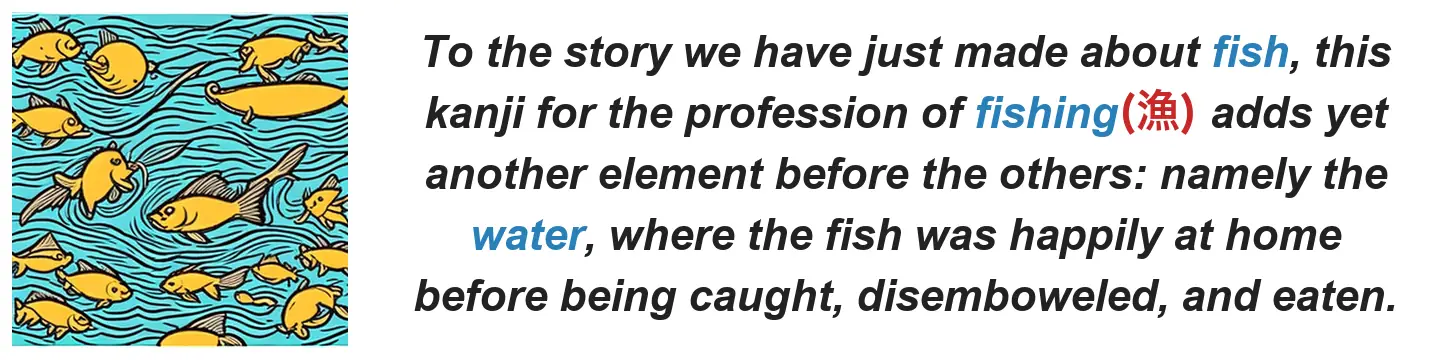 To the story we have just made about fish, this
kanji for the profession of fishing(漁) adds yet
another element before the others: namely the
water, where the fish was happily at home
before being caught, disemboweled, and eaten.